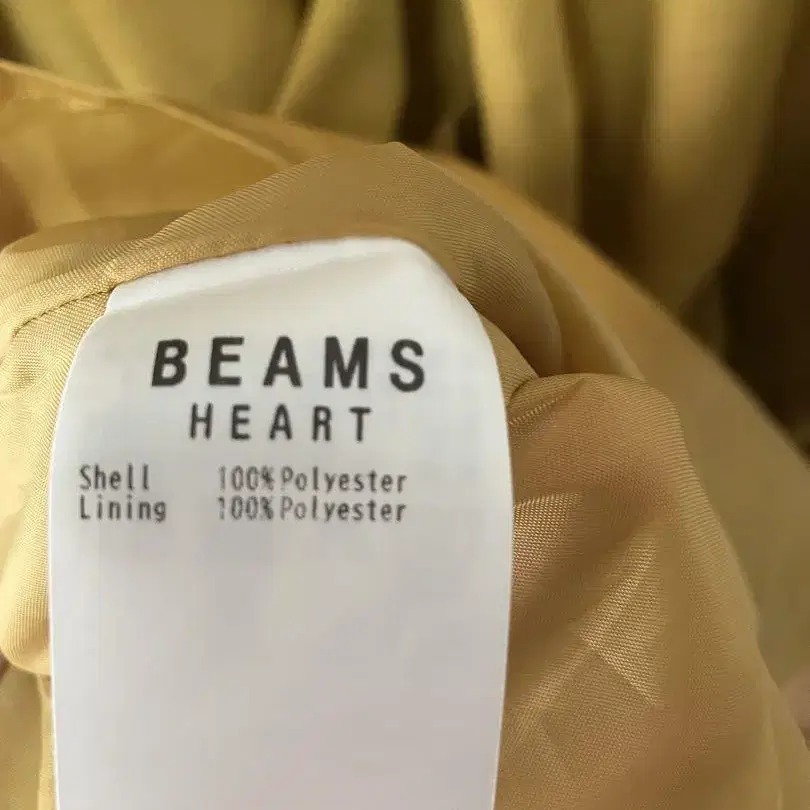 BEAMS
HEART
Shell 100% Polyester
Lining 100% Polyester